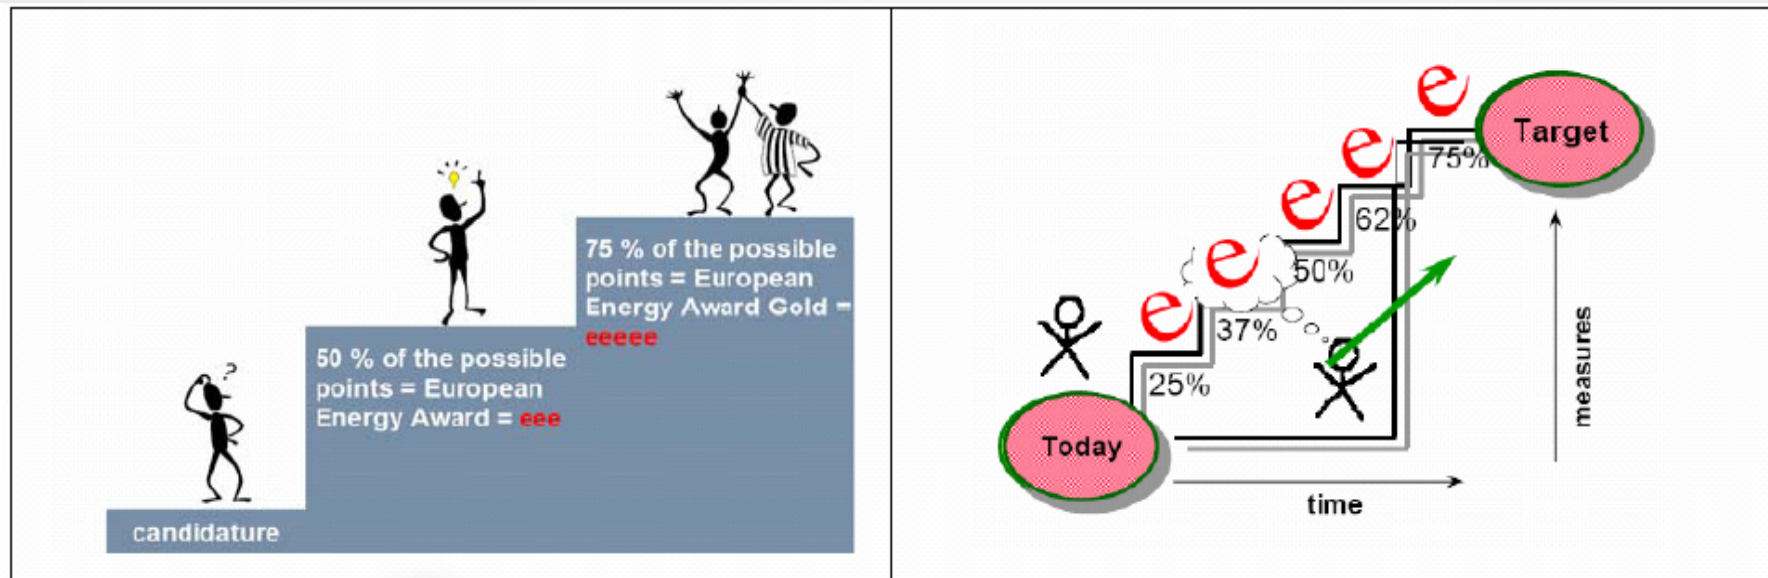 ?
75 % of the possible
points = European
Energy Award Gold =
eeeee
50 % of the possible
points = European
Energy Award = eee
candidature
e
Target
75%
e
62%
e
50%
e
37%
e
25%
Today
measures
time